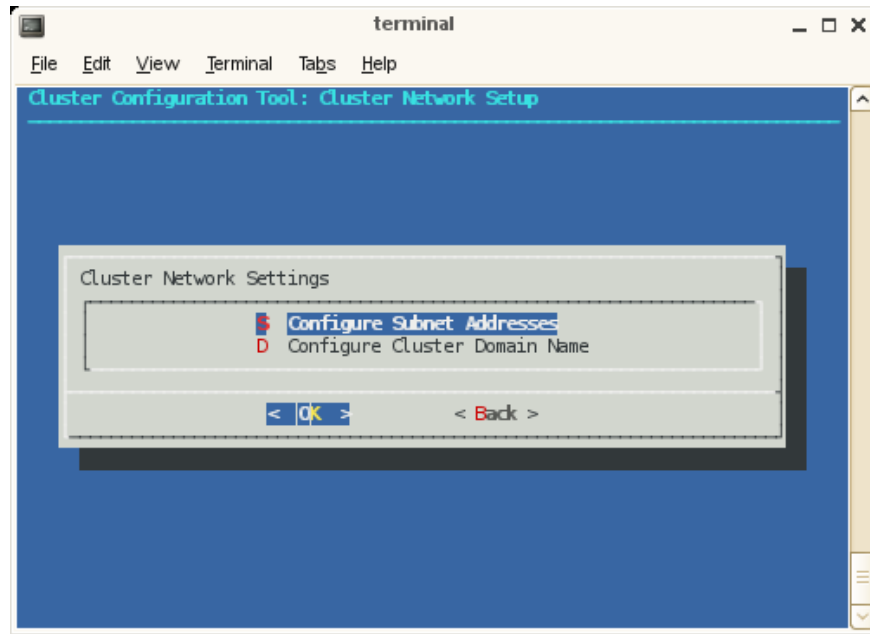 terminal
File Edit View Terminal Tabs Help
Cluster Configuration Tool: Cluster Network Setup
Cluster Network Settings
S Configure Subnet Addresses
D Configure Cluster Domain Name
< OK > < Back >